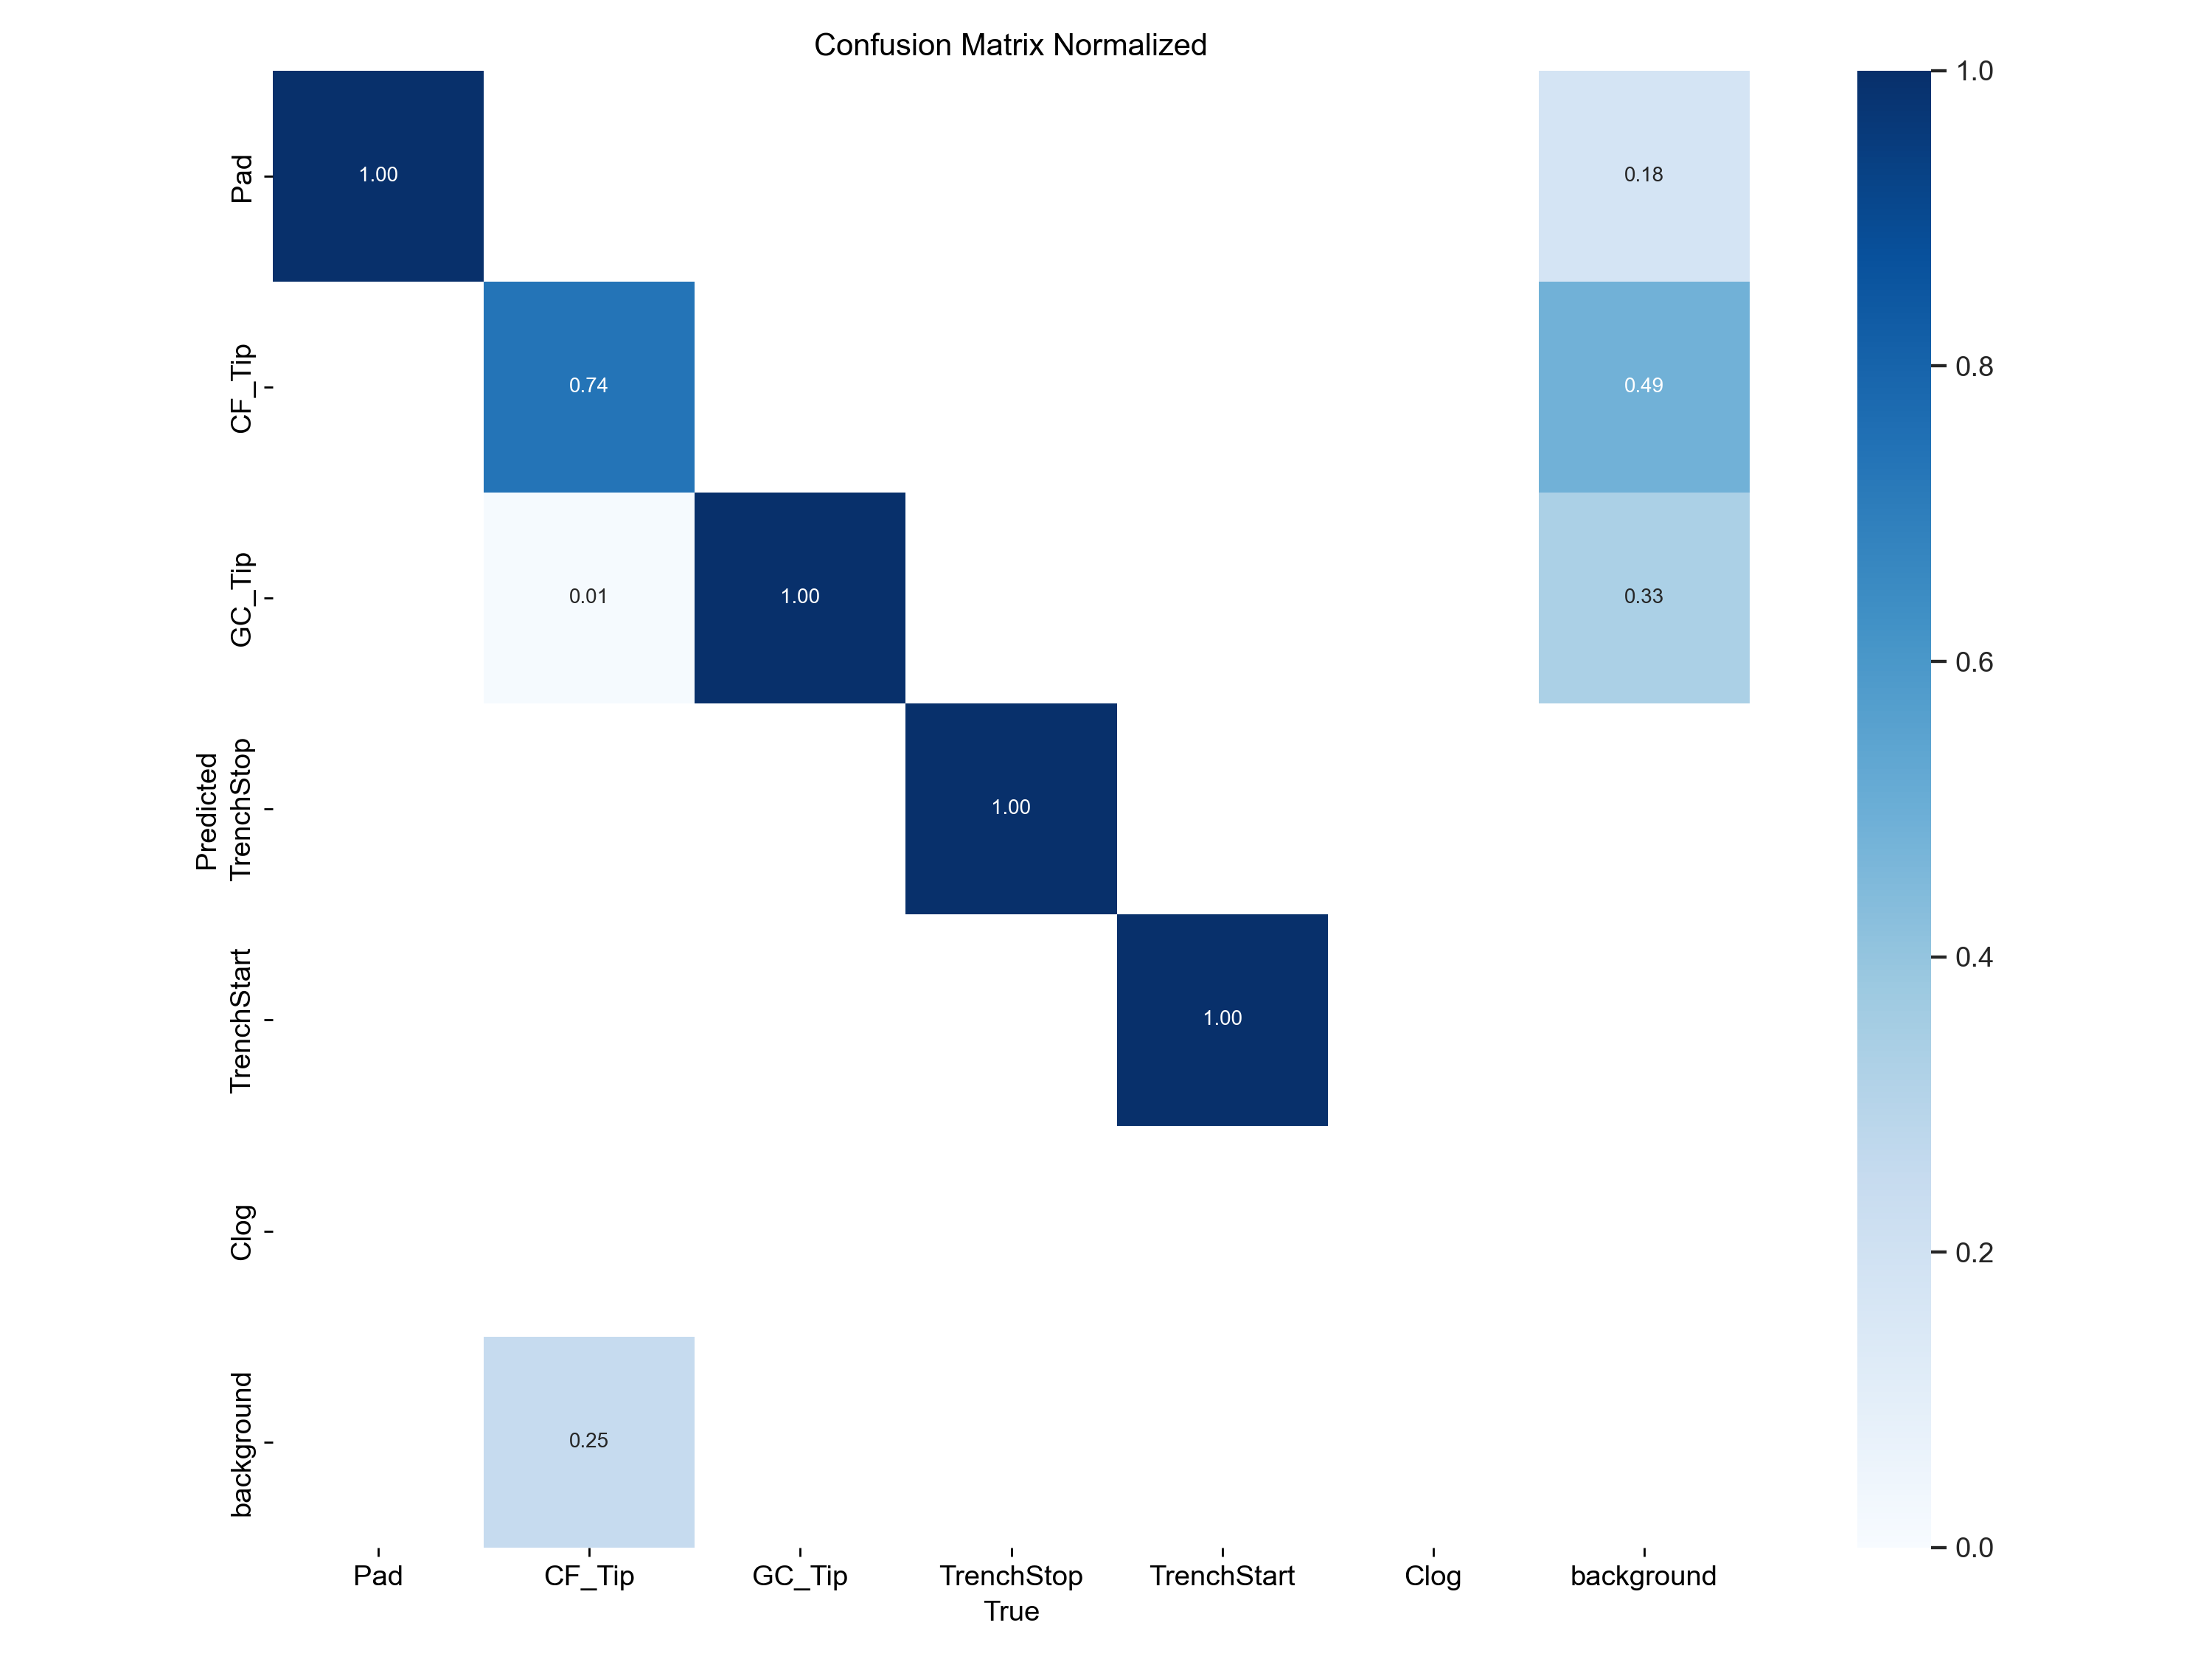 Confusion Matrix Normalized
Predicted
Pad
1.00
0.18
CF_Tip
0.74
0.49
GC_Tip
0.01
1.00
0.33
TrenchStop
1.00
TrenchStart
1.00
Clog
background
0.25
Pad
CF_Tip
GC_Tip
TrenchStop
TrenchStart
Clog
background
True
1.0
0.8
0.6
0.4
0.2
0.0